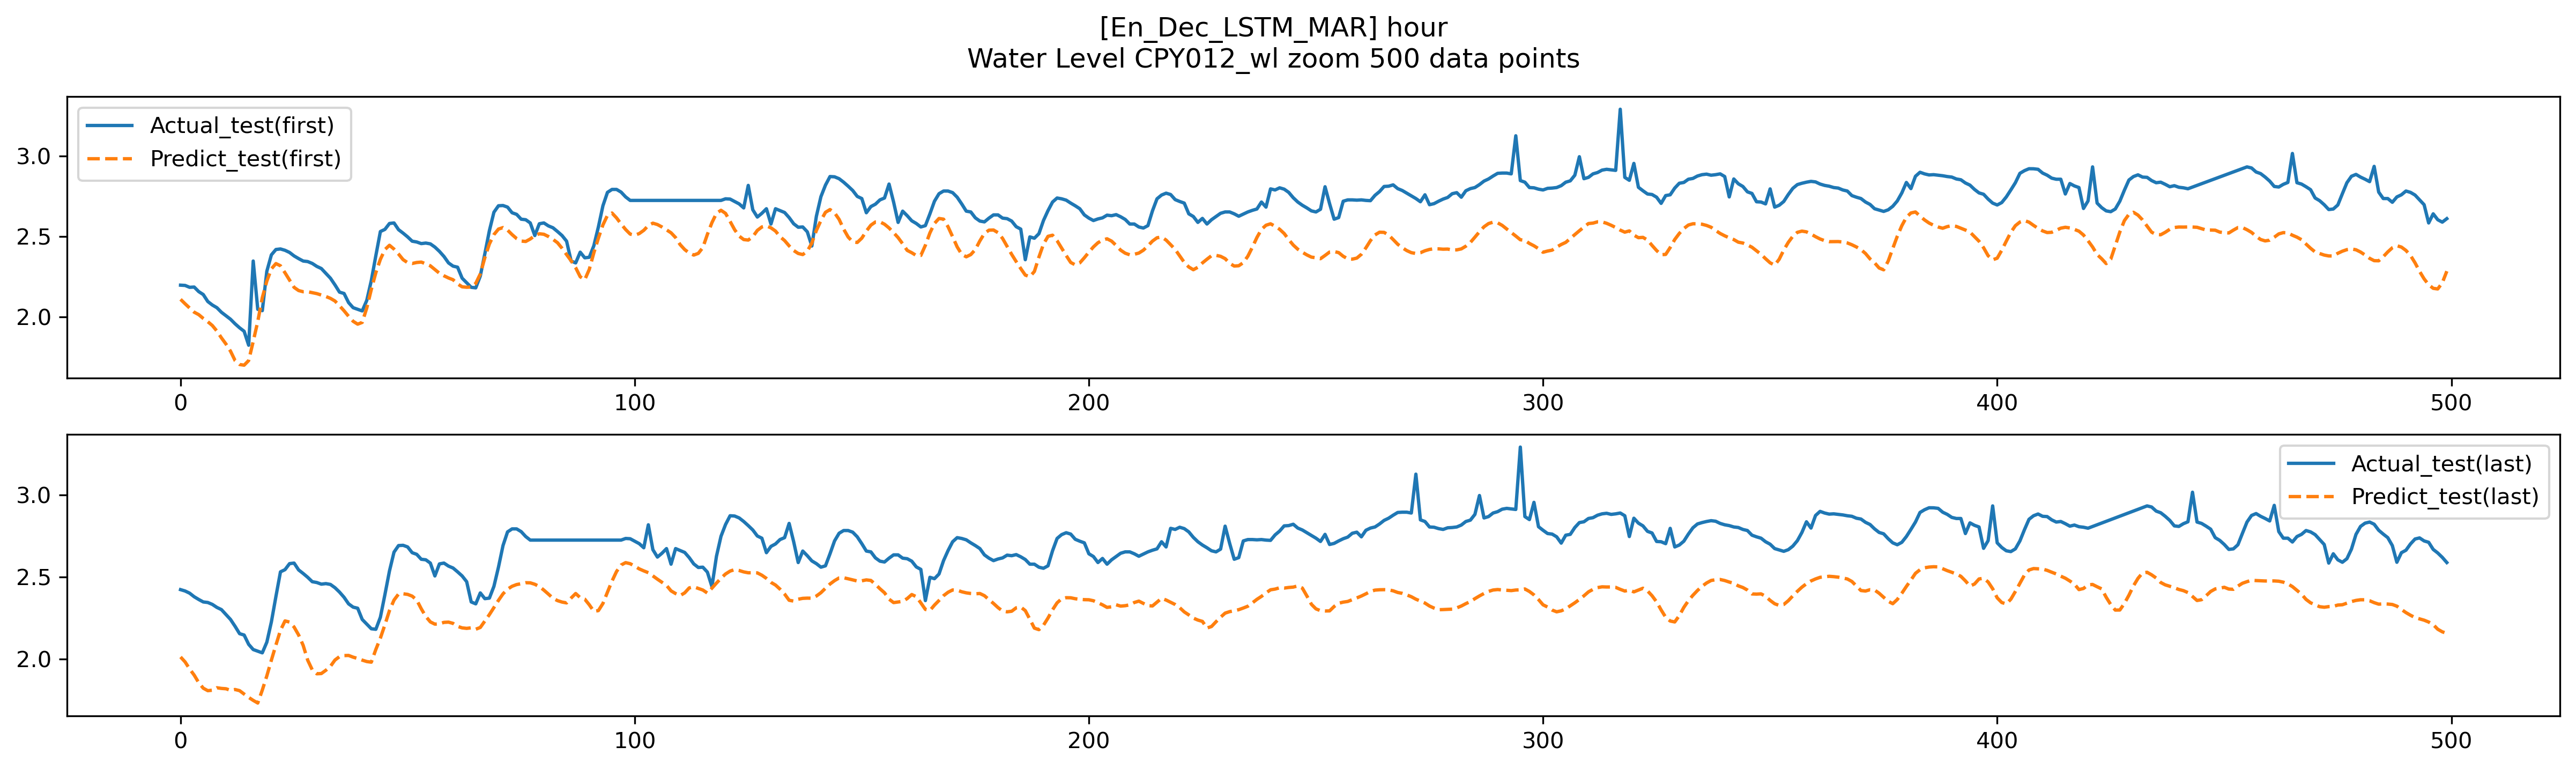 [En_Dec_LSTM_MAR] hour
Water Level CPY012_wl zoom 500 data points
Actual_test(first)
Predict_test(first)
3.0
2.5
2.0
0 100 200 300 400 500
Actual_test(last)
Predict_test(last)
3.0
2.5
2.0
0 100 200 300 400 500